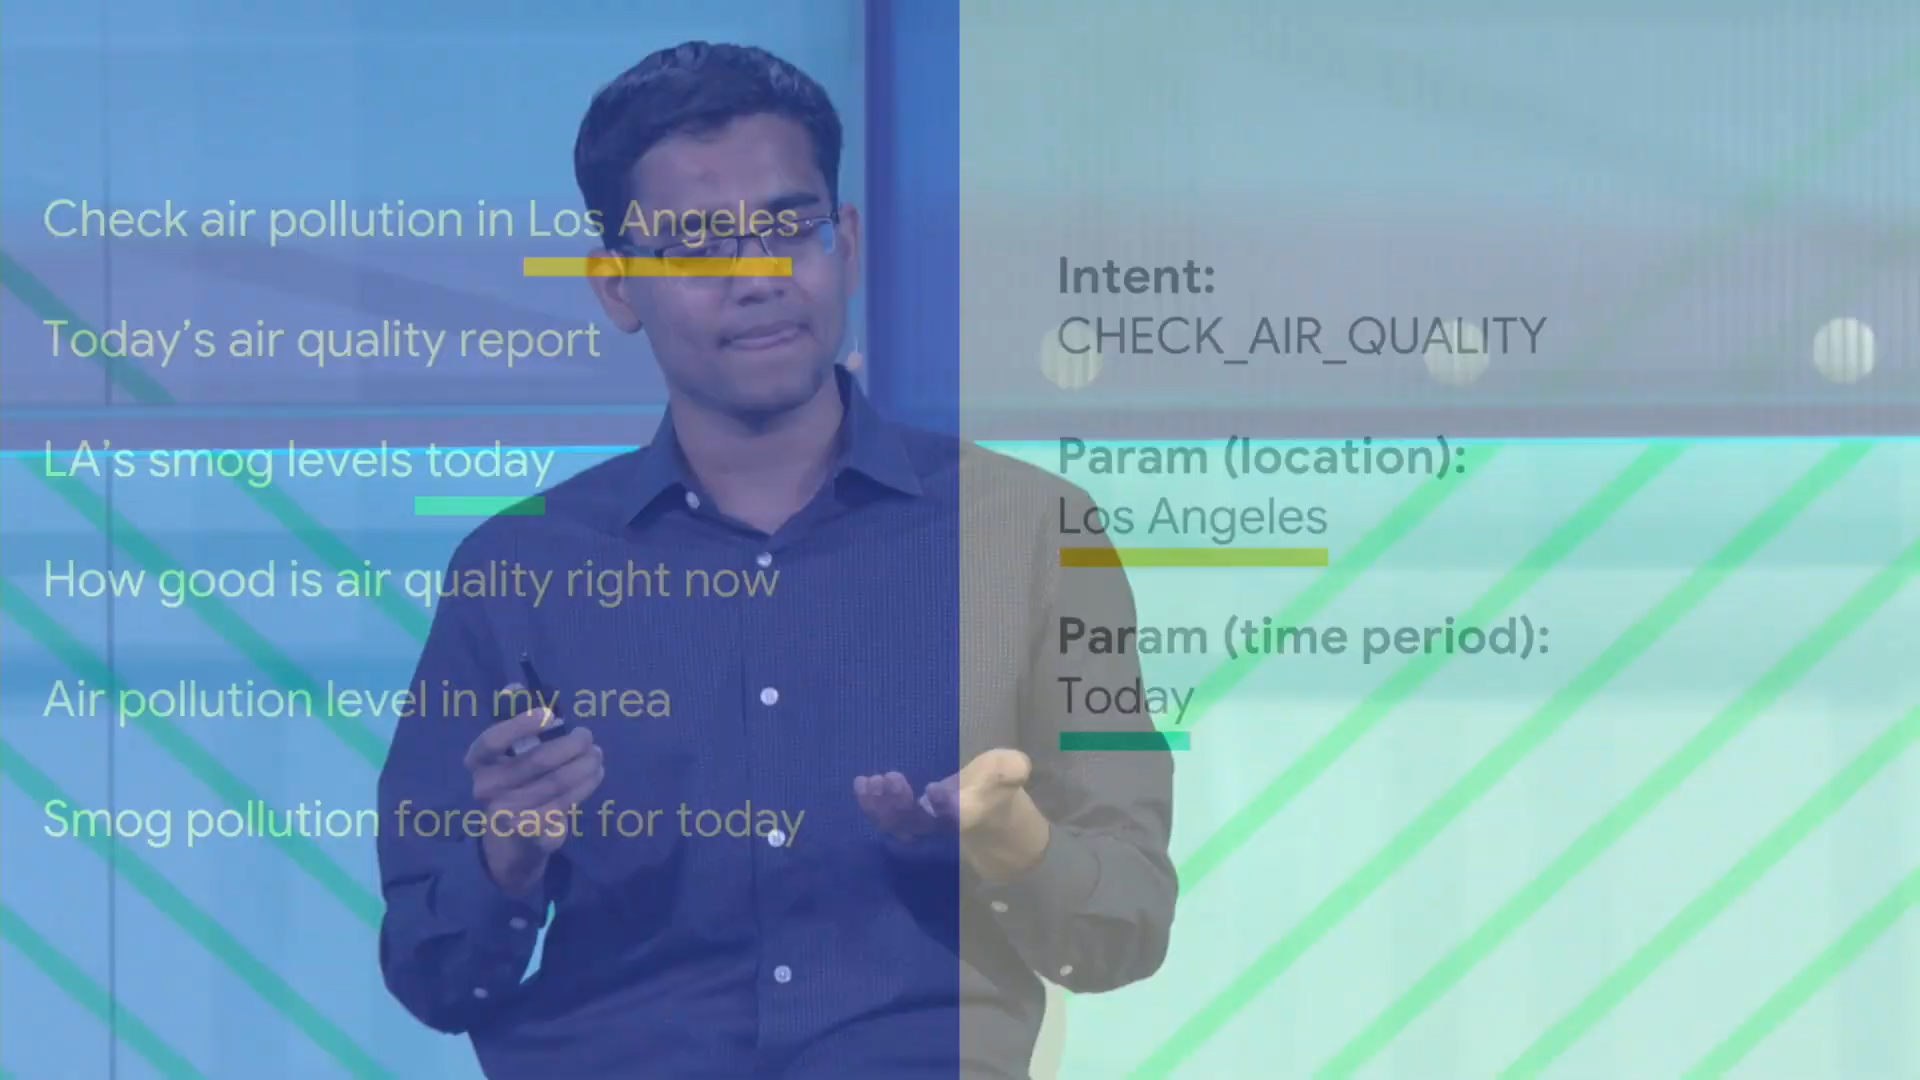 Check air pollution in Los Angeles
Today’s air quality report
LA’s smog levels today
How good is air quality right now
Air pollution level in my area
Smog pollution forecast for today
Intent:
CHECK_AIR_QUALITY
Param (location):
Los Angeles
Param (time period):
Today